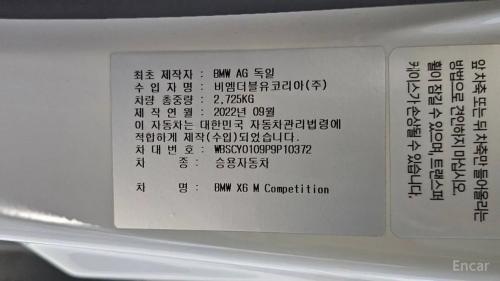 최초 제작자 : BMW AG 독일
수 입 자 명 : 비엠더블유코리아(주)
차량 총중량 : 2,725KG
제 작 연 월 : 2022년 09월
이 자동차는 대한민국 자동차관리법령에
적합하게 제작(수입)되었습니다.
차 대 번 호 : WBSCY0109P9P10372
차 종 : 승용자동차
차 명 : BMW X6 M Competition
앞 차축 또는 뒤 차축만 들어올리는
방법으로 견인하지 마십시오.
휠이 잠길 수 있으며, 트랜스퍼
케이스가 손상될 수 있습니다.
Encar